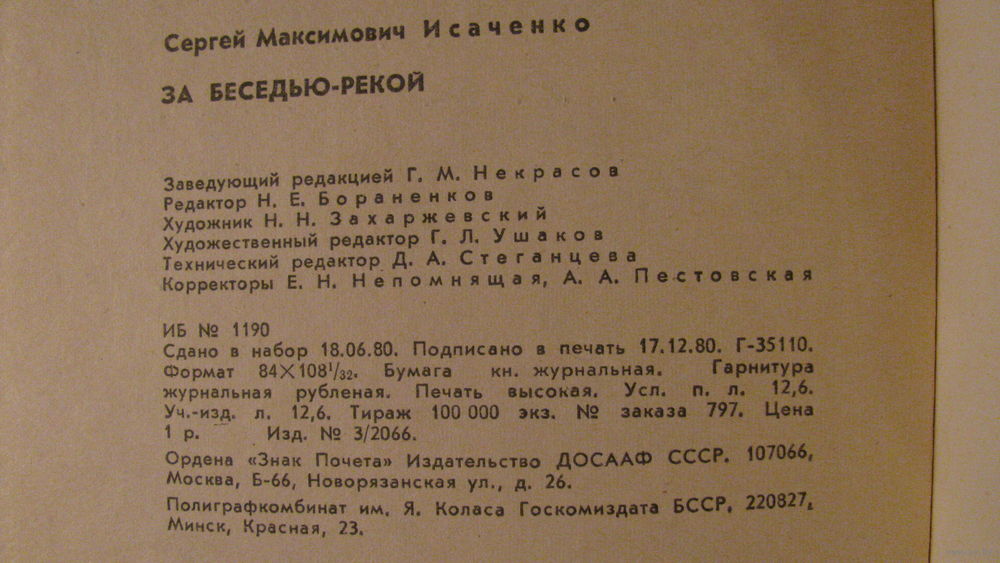 Сергей Максимович Исаченко
ЗА БЕСЕДЬЮ-РЕКОЙ
Заведующий редакцией Г. М. Некрасов
Редактор Н. Е. Бораненков
Художник Н. Н. Захаржевский
Художественный редактор Г. Л. Ушаков
Технический редактор Д. А. Стеганцева
Корректоры Е. Н. Непомнящая, А. А. Пестовская
ИБ № 1190
Сдано в набор 18.06.80. Подписано в печать 17.12.80. Г-35110.
Формат 84×108¹/₃₂. Бумага кн. журнальная. Гарнитура
журнальная рубленая. Печать высокая. Усл. п. л. 12,6.
Уч.-изд. л. 12,6. Тираж 100 000 экз. № заказа 797. Цена
1 р. Изд. № 3/2066.
Ордена «Знак Почета» Издательство ДОСААФ СССР. 107066,
Москва, Б-66, Новорязанская ул., д. 26.
Полиграфкомбинат им. Я. Коласа Госкомиздата БССР, 220827,
Минск, Красная, 23.